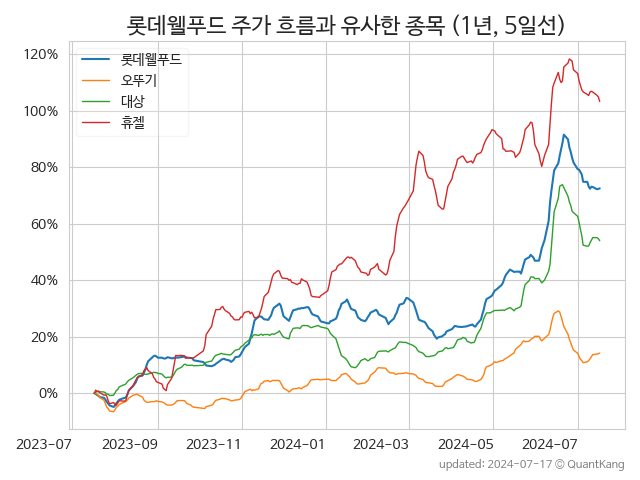 롯데웰푸드 주가 흐름과 유사한 종목 (1년, 5일선)
롯데웰푸드
오뚜기
대상
휴젤
120%
100%
80%
60%
40%
20%
0%
2023-07 2023-09 2023-11 2024-01 2024-03 2024-05 2024-07
updated: 2024-07-17 © QuantKang